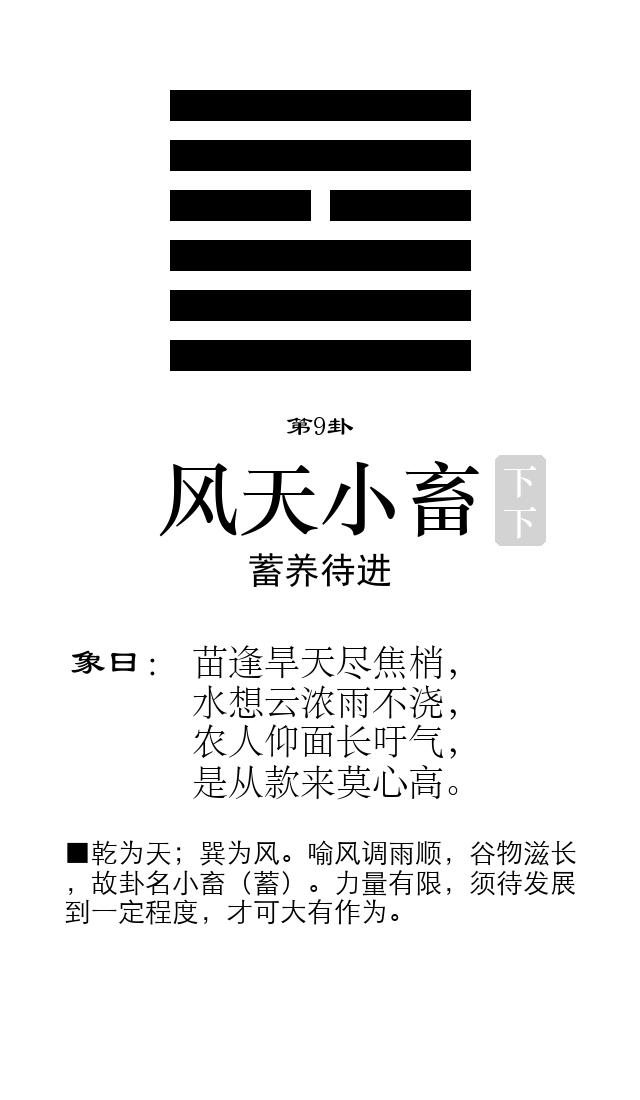 第9卦
风天小畜
下
下
蓄养待进
象曰：
苗逢旱天尽焦梢，
水想云浓雨不浇，
农人仰面长吁气，
是从款来莫心高。
■乾为天；巽为风。喻风调雨顺，谷物滋长
，故卦名小畜（蓄）。力量有限，须待发展
到一定程度，才可大有作为。